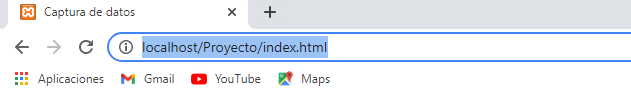 Captura de datos
localhost/Proyecto/index.html
Aplicaciones Gmail YouTube Maps